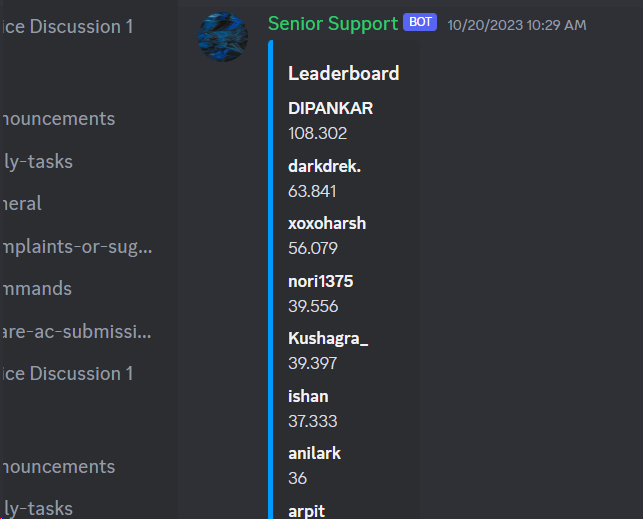 ice Discussion 1
nouncements
ly-tasks
neral
mplaints-or-sug...
mmands
are-ac-submissi...
ice Discussion 1
nouncements
ly-tasks
Senior Support BOT 10/20/2023 10:29 AM
Leaderboard
DIPANKAR
108.302
darkdrek.
63.841
xoxoharsh
56.079
nori1375
39.556
Kushagra_
39.397
ishan
37.333
anilark
36
arpit